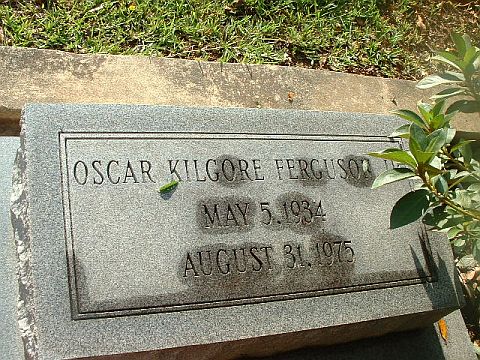 OSCAR KILGORE FERGUSON
MAY 5, 1934
AUGUST 31, 1975